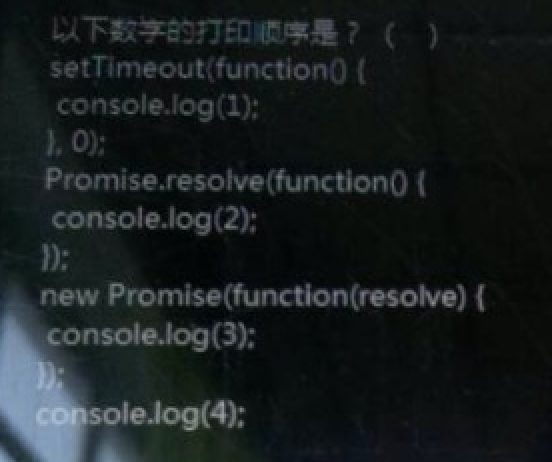 以下数字的打印顺序是？（ ）
setTimeout(function() {
console.log(1);
}, 0);
Promise.resolve(function() {
console.log(2);
});
new Promise(function(resolve) {
console.log(3);
});
console.log(4);